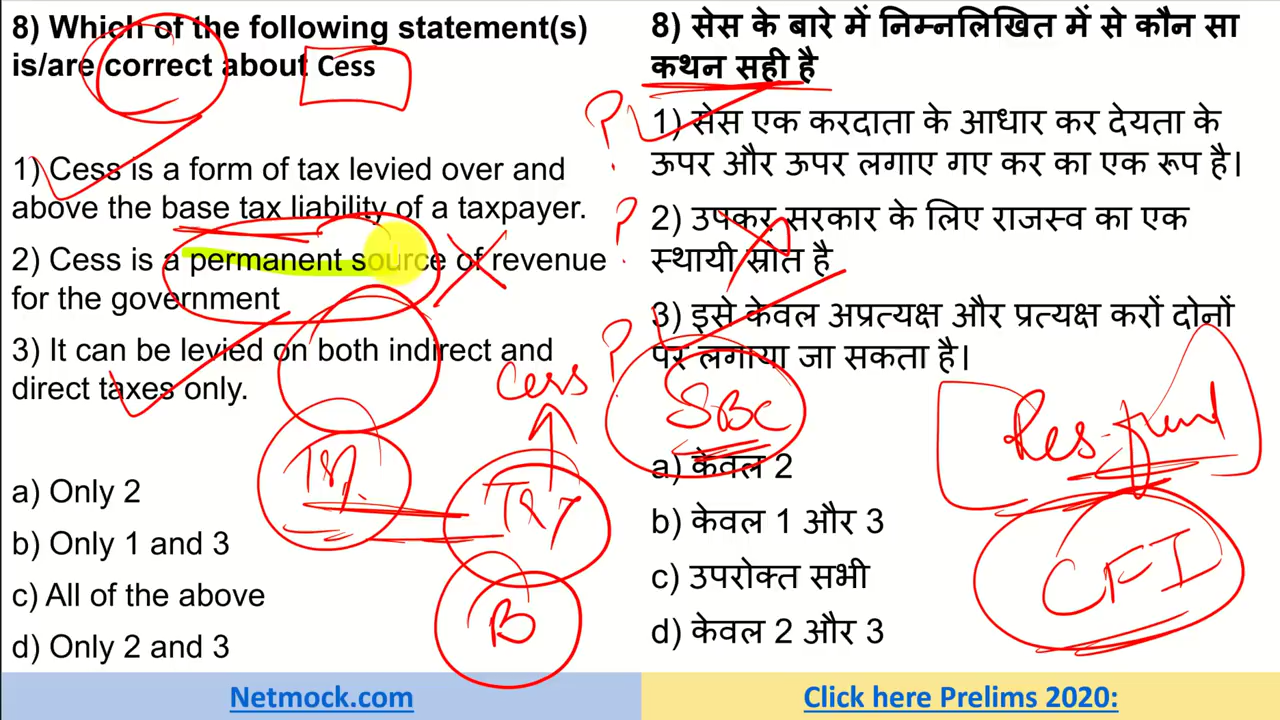 8) Which of the following statement(s)
is/are correct about Cess
1) Cess is a form of tax levied over and
above the base tax liability of a taxpayer.
2) Cess is a permanent source of revenue
for the government
3) It can be levied on both indirect and
direct taxes only.
a) Only 2
b) Only 1 and 3
c) All of the above
d) Only 2 and 3
8) सेस के बारे में निम्नलिखित में से कौन सा
कथन सही है
1) सेस एक करदाता के आधार कर देयता के
ऊपर और ऊपर लगाए गए कर का एक रूप है।
2) उपकर सरकार के लिए राजस्व का एक
स्थायी स्रोत है
3) इसे केवल अप्रत्यक्ष और प्रत्यक्ष करों दोनों
पर लगाया जा सकता है।
a) केवल 2
b) केवल 1 और 3
c) उपरोक्त सभी
d) केवल 2 और 3
?
?
?
Cess
SBC
B
CFI
Netmock.com
Click here Prelims 2020: